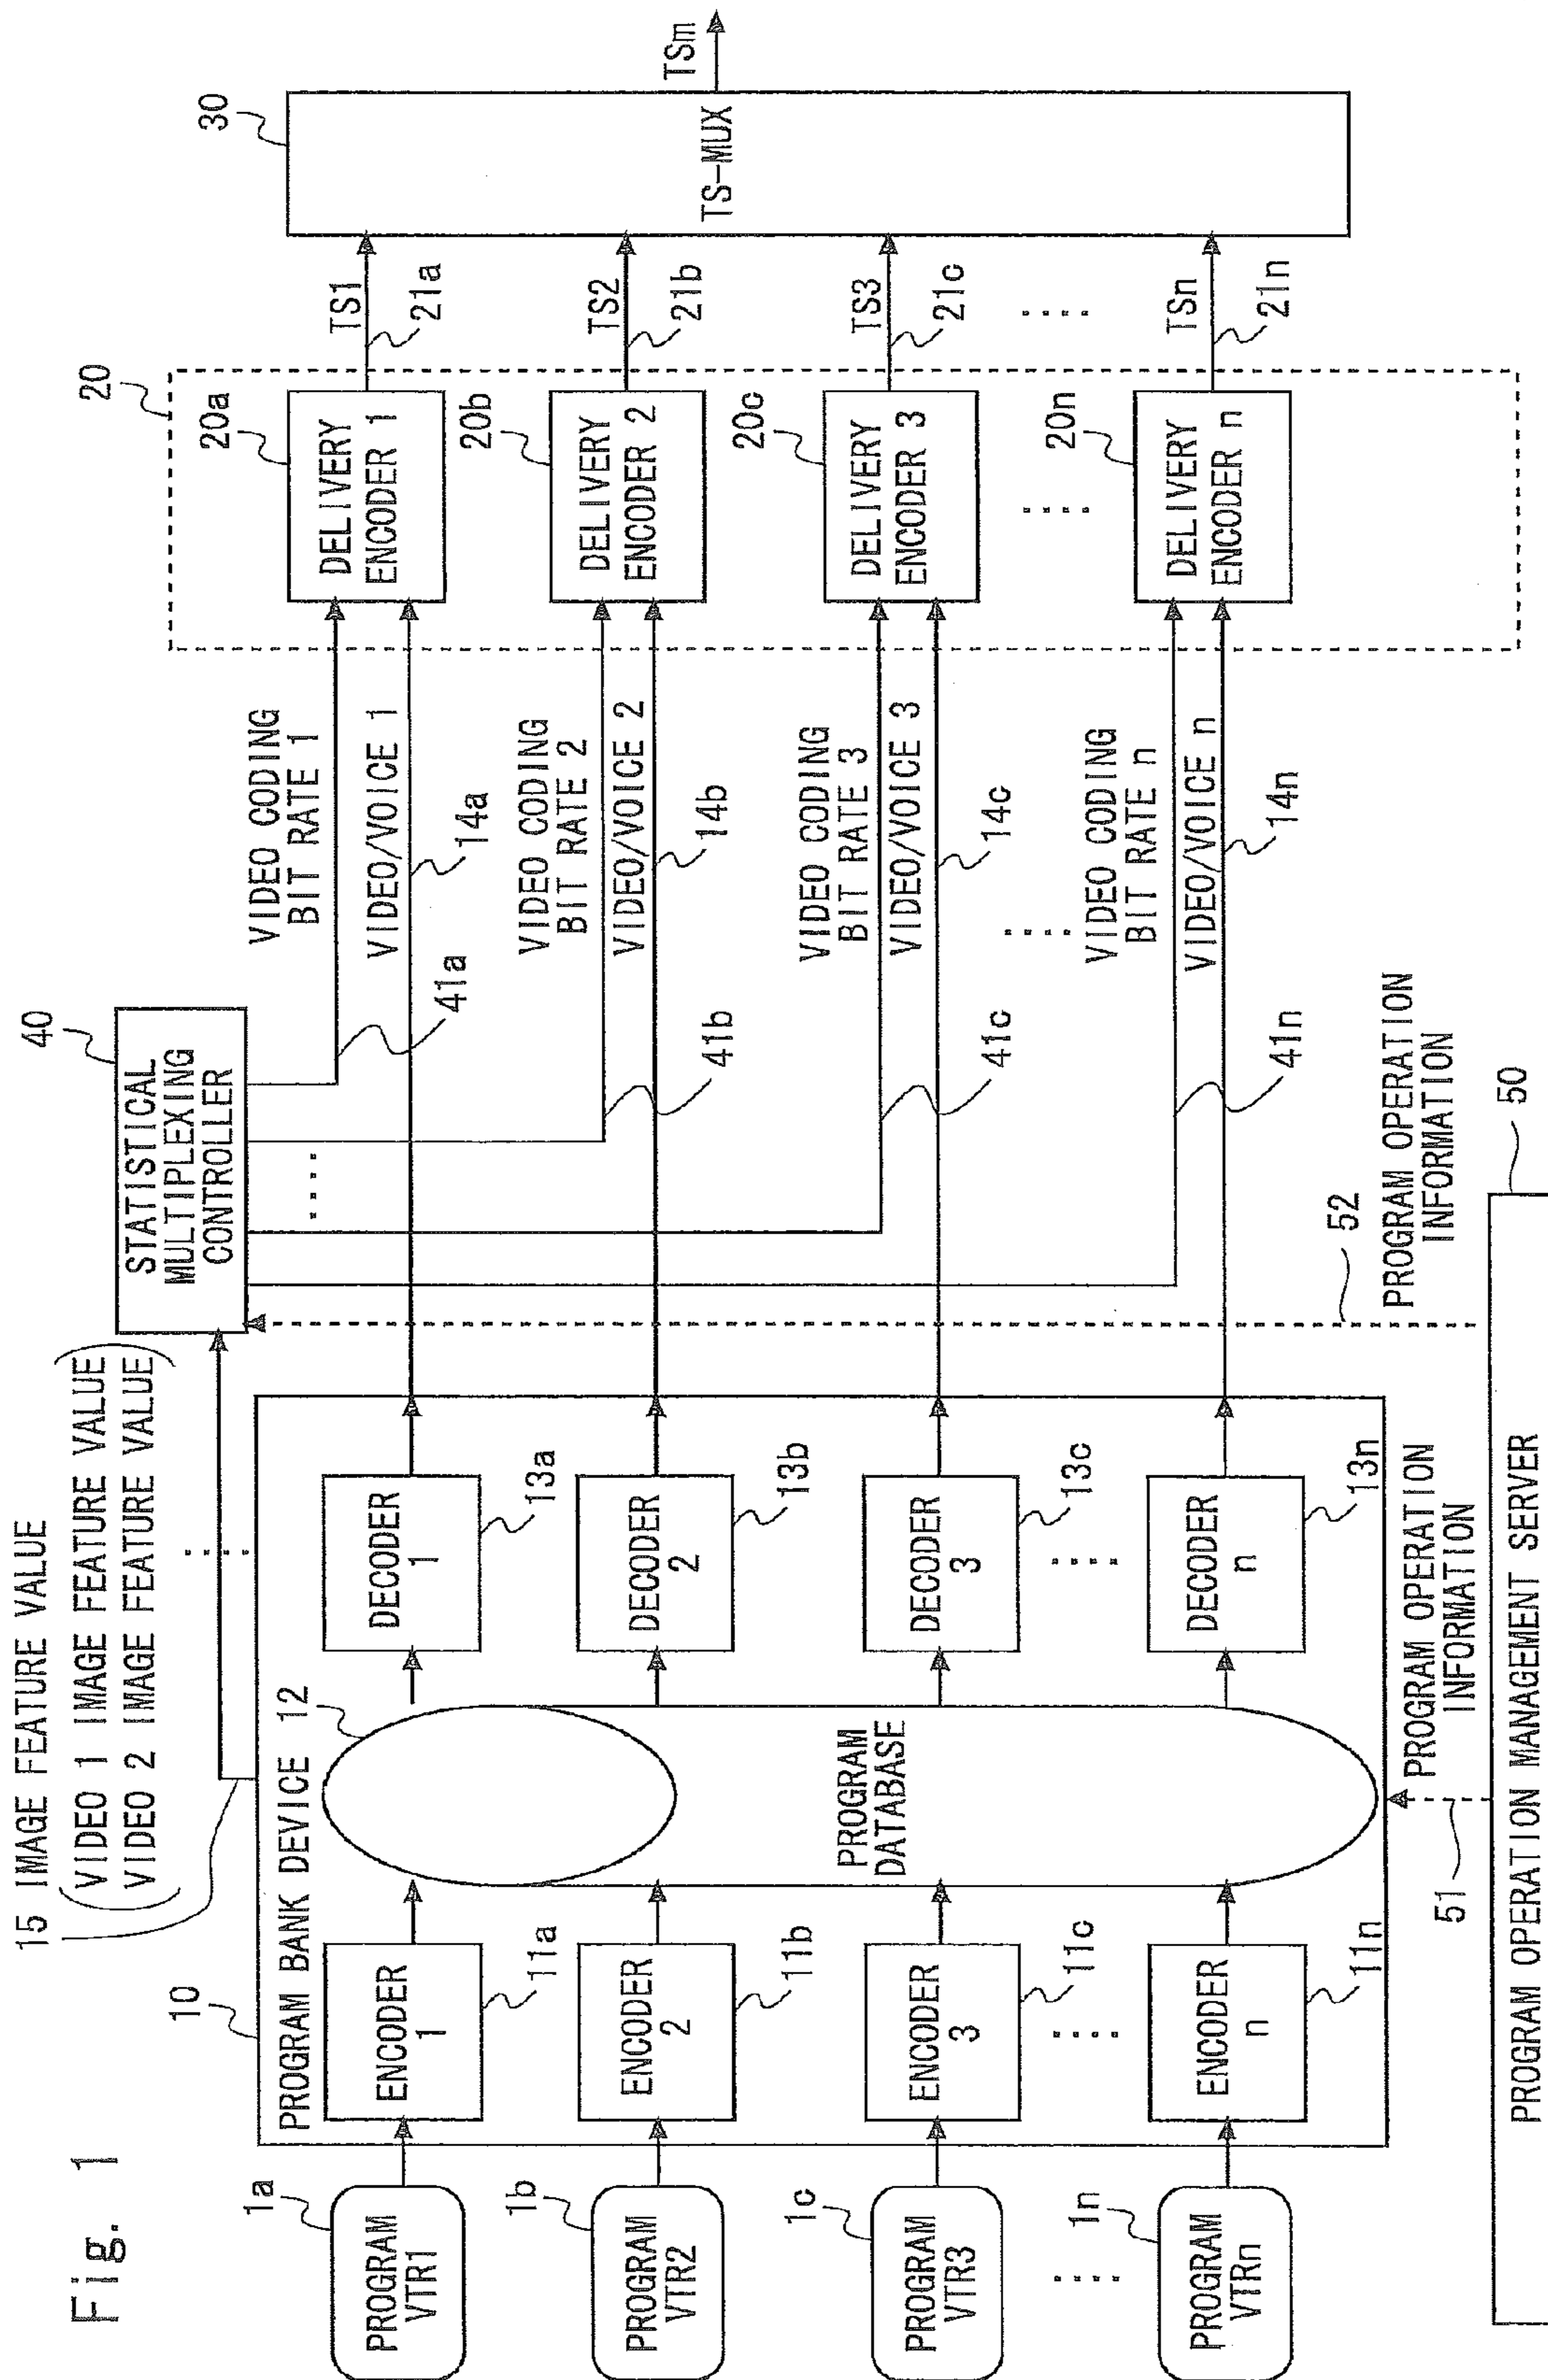 Fig. 1
15 IMAGE FEATURE VALUE
VIDEO 1 IMAGE FEATURE VALUE
VIDEO 2 IMAGE FEATURE VALUE
....
40
STATISTICAL
MULTIPLEXING
CONTROLLER
....
10
PROGRAM BANK DEVICE
12
PROGRAM
DATABASE
1a
PROGRAM
VTR1
1b
PROGRAM
VTR2
1c
PROGRAM
VTR3
....
1n
PROGRAM
VTRn
ENCODER
1
11a
ENCODER
2
11b
ENCODER
3
11c
....
ENCODER
n
11n
DECODER
1
13a
DECODER
2
13b
DECODER
3
13c
....
DECODER
n
13n
41a
41b
41c
41n
VIDEO CODING
BIT RATE 1
VIDEO/VOICE 1
14a
VIDEO CODING
BIT RATE 2
VIDEO/VOICE 2
14b
VIDEO CODING
BIT RATE 3
VIDEO/VOICE 3
14c
....
VIDEO CODING
BIT RATE n
VIDEO/VOICE n
14n
20
20a
DELIVERY
ENCODER 1
20b
DELIVERY
ENCODER 2
20c
DELIVERY
ENCODER 3
....
20n
DELIVERY
ENCODER n
TS1
21a
TS2
21b
TS3
21c
....
TSn
21n
30
TS-MUX
TSm
51
PROGRAM OPERATION
INFORMATION
52
PROGRAM OPERATION
INFORMATION
50
PROGRAM OPERATION MANAGEMENT SERVER